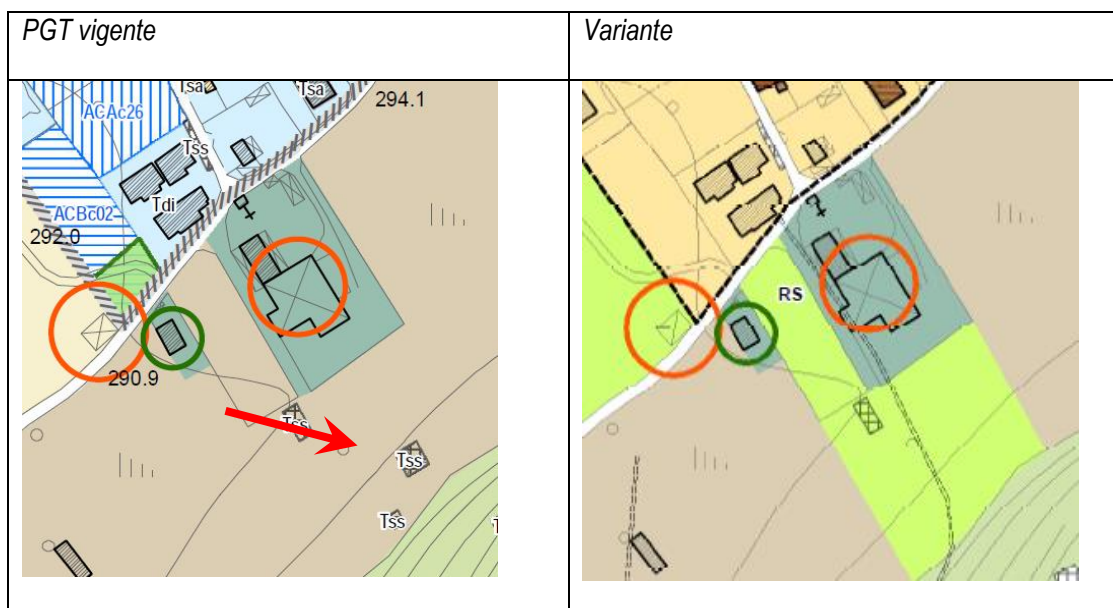 PGT vigente
Variante
Tsa
Tsa
294.1
ACAc26
Tss
Tdi
ACBc02
292.0
RS
290.9
Tss
Tss
Tss